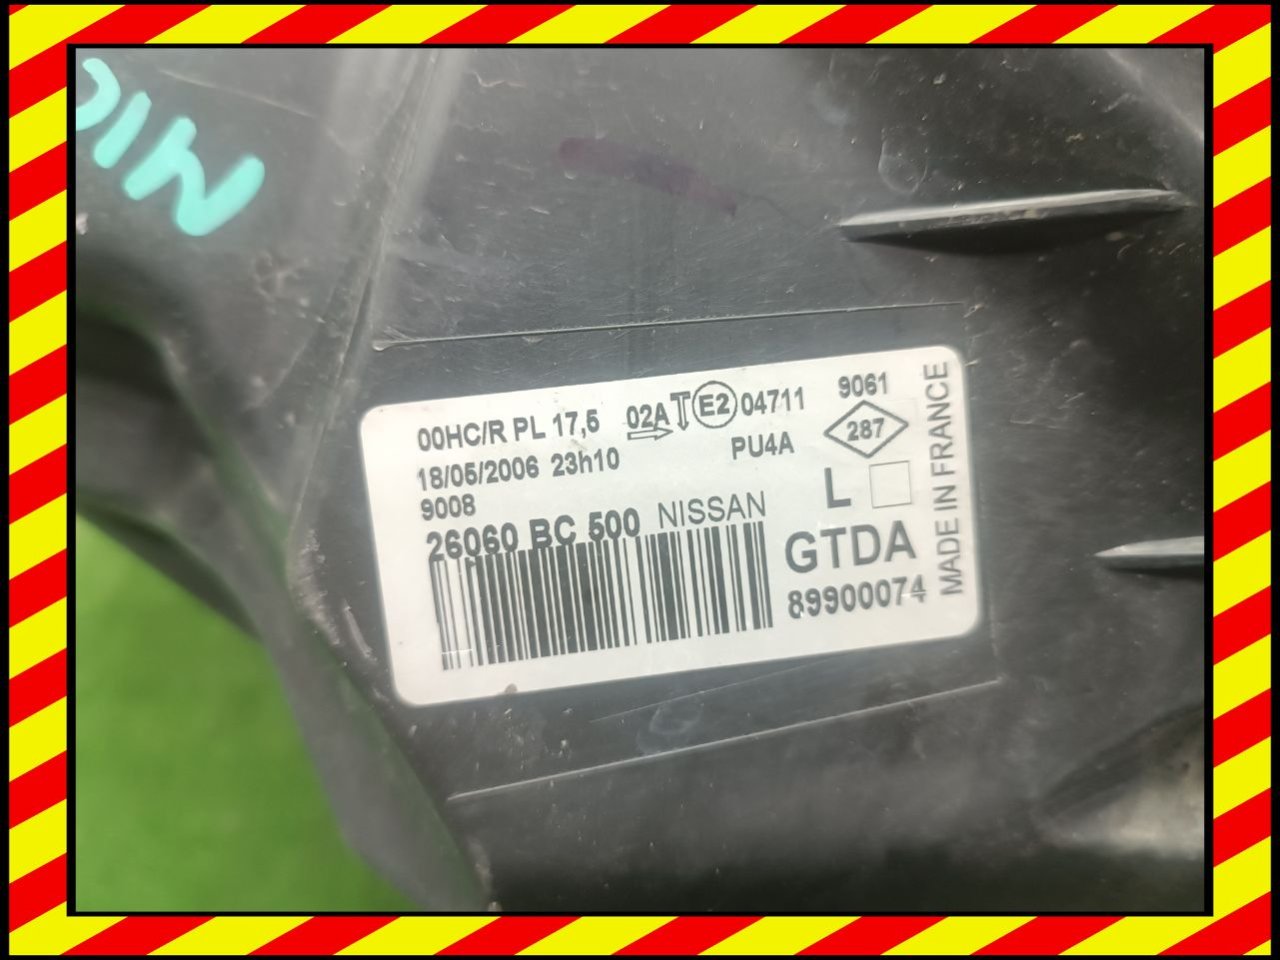 MIC
00HC/R PL 17,5 02A E2 04711 9061
PU4A 287
18/05/2006 23h10
9008
L
26060 BC 500 NISSAN
GTDA
89900074
MADE IN FRANCE